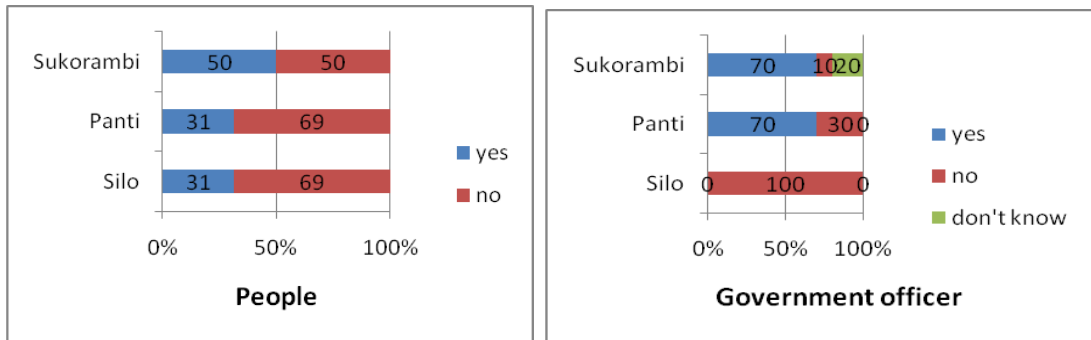 Sukorambi
50 50
Panti
31 69
Silo
31 69
yes
no
0% 50% 100%
People
Sukorambi
70 10 20
Panti
70 30 0
Silo
0 100 0
yes
no
don't know
0% 50% 100%
Government officer